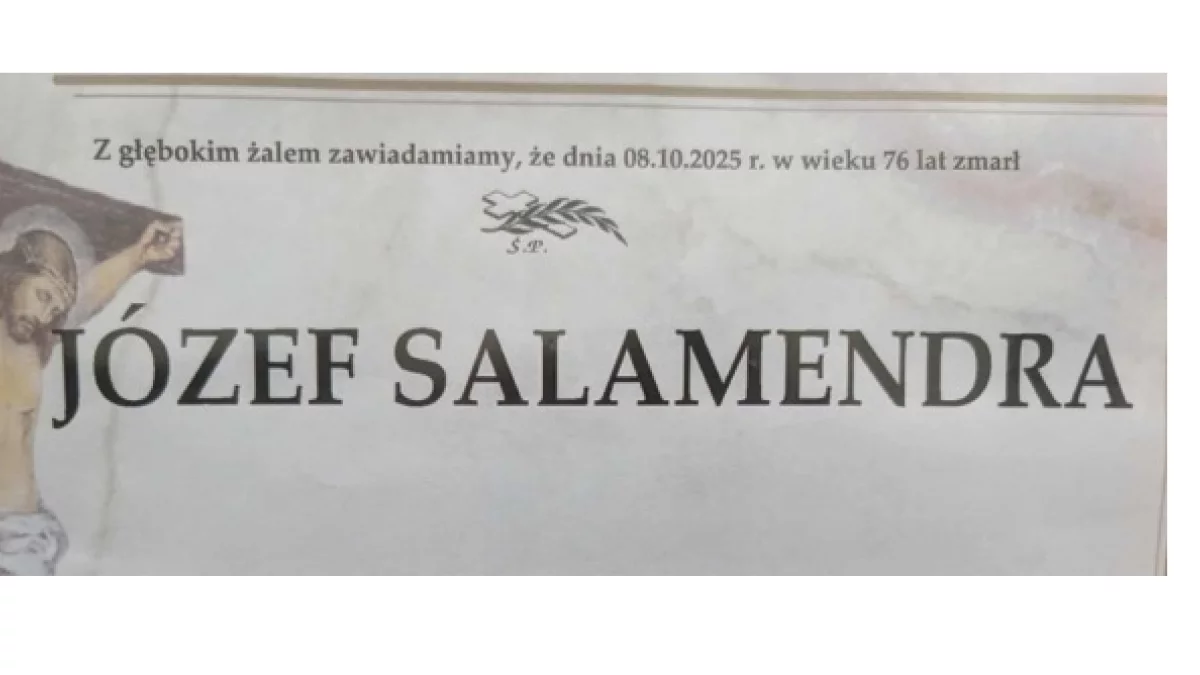 Z głębokim żalem zawiadamiamy, że dnia 08.10.2025 r. w wieku 76 lat zmarł
Ś.P.
JÓZEF SALAMENDRA